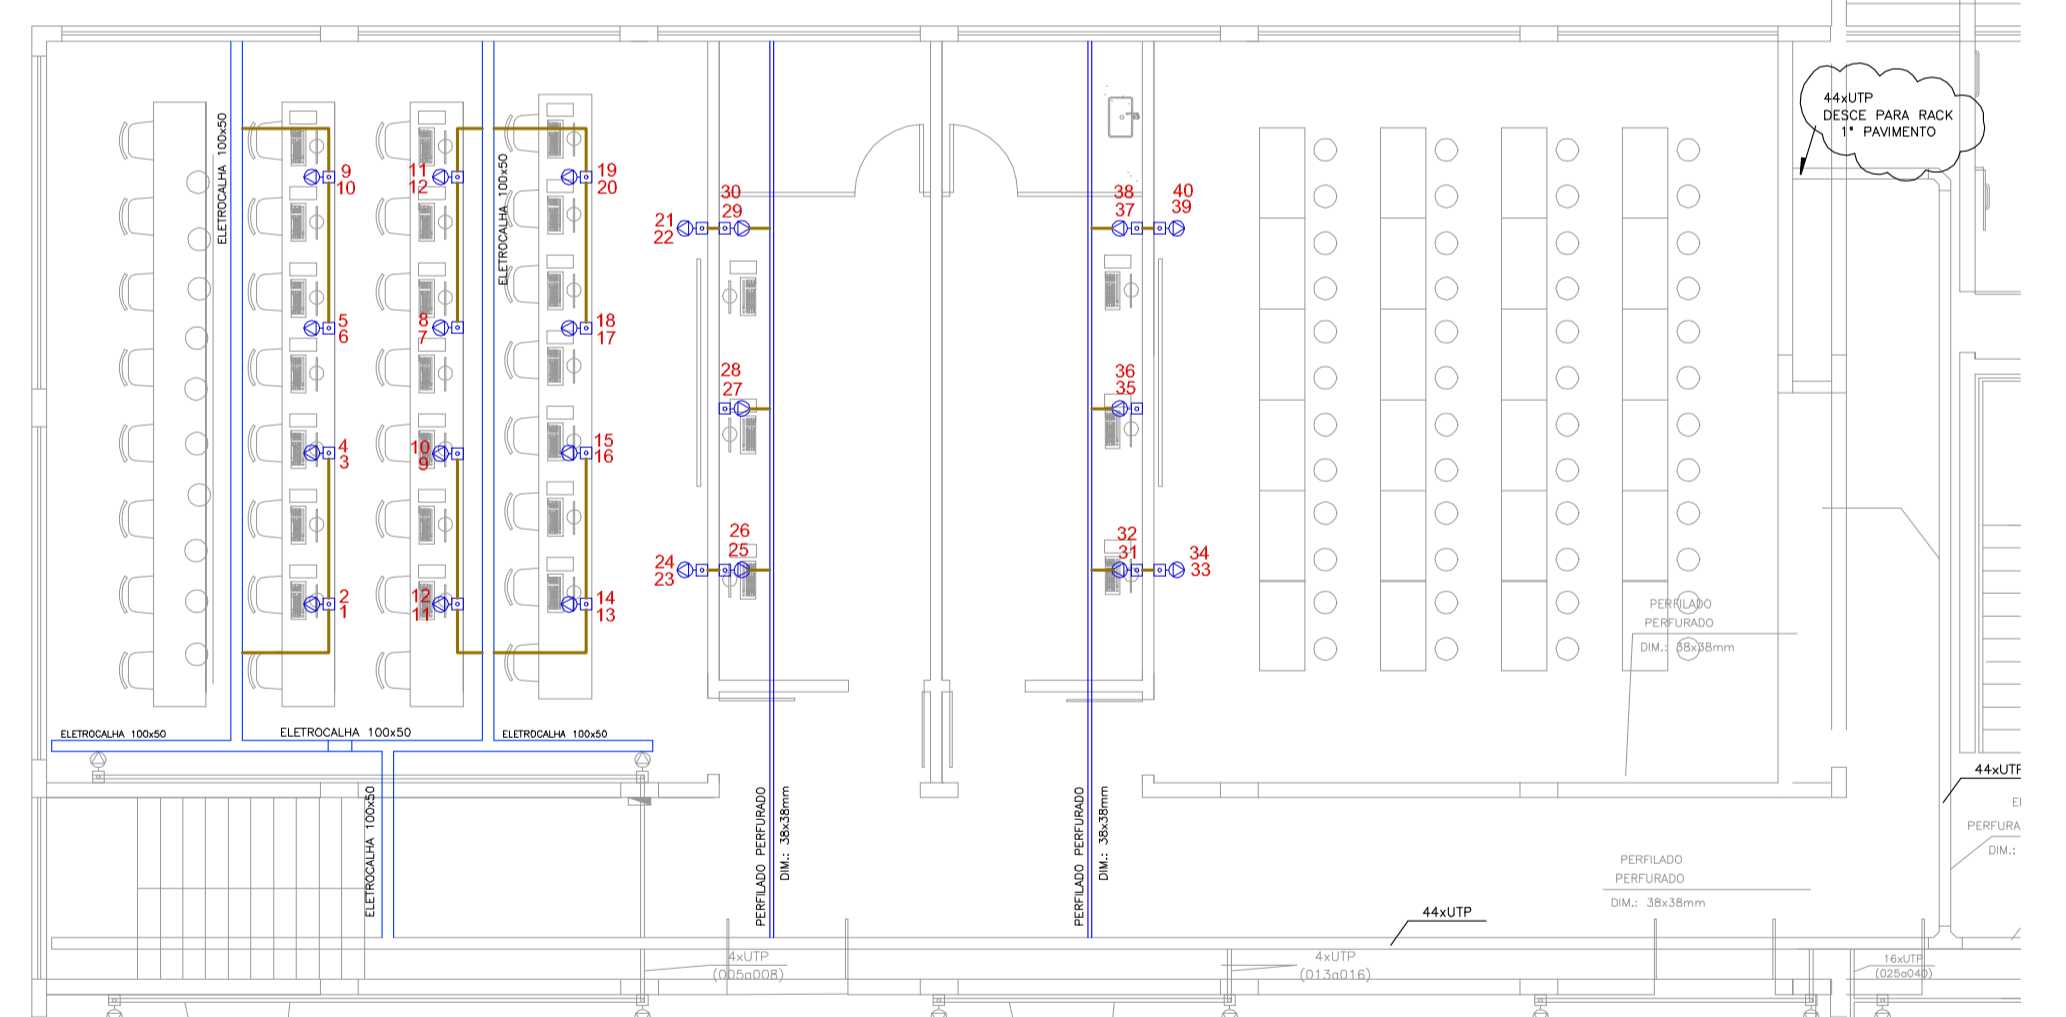 44xUTP
DESCE PARA RACK
1° PAVIMENTO
ELETROCALHA 100x50
ELETROCALHA 100x50
9
10
11
12
19
20
30
29
21
22
38
37
40
39
5
6
8
7
18
17
28
27
36
35
4
3
10
9
15
16
26
25
24
23
32
31
34
33
2
1
12
11
14
13
PERFILADO
PERFURADO
DIM.: 38x38mm
ELETROCALHA 100x50
ELETROCALHA 100x50
ELETROCALHA 100x50
ELETROCALHA 100x50
PERFILADO PERFURADO
DIM.: 38x38mm
PERFILADO PERFURADO
DIM.: 38x38mm
44xUTP
PERFURA
DIM.:
PERFILADO
PERFURADO
DIM.: 38x38mm
44xUTP
4xUTP
(005a008)
4xUTP
(013a016)
16xUTP
(025a040)